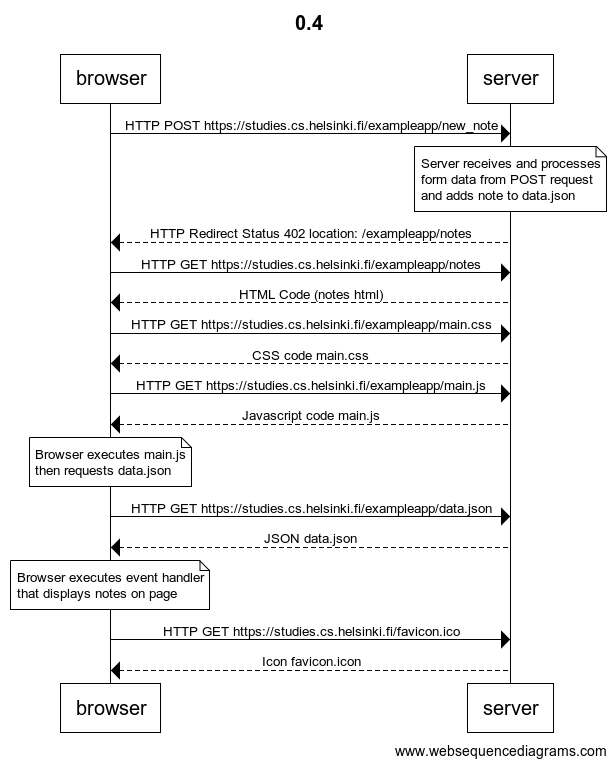 0.4
browser
server
HTTP POST https://studies.cs.helsinki.fi/exampleapp/new_note
Server receives and processes
form data from POST request
and adds note to data.json
HTTP Redirect Status 402 location: /exampleapp/notes
HTTP GET https://studies.cs.helsinki.fi/exampleapp/notes
HTML Code (notes html)
HTTP GET https://studies.cs.helsinki.fi/exampleapp/main.css
CSS code main.css
HTTP GET https://studies.cs.helsinki.fi/exampleapp/main.js
Javascript code main.js
Browser executes main.js
then requests data.json
HTTP GET https://studies.cs.helsinki.fi/exampleapp/data.json
JSON data.json
Browser executes event handler
that displays notes on page
HTTP GET https://studies.cs.helsinki.fi/favicon.ico
Icon favicon.icon
browser
server
www.websequencediagrams.com